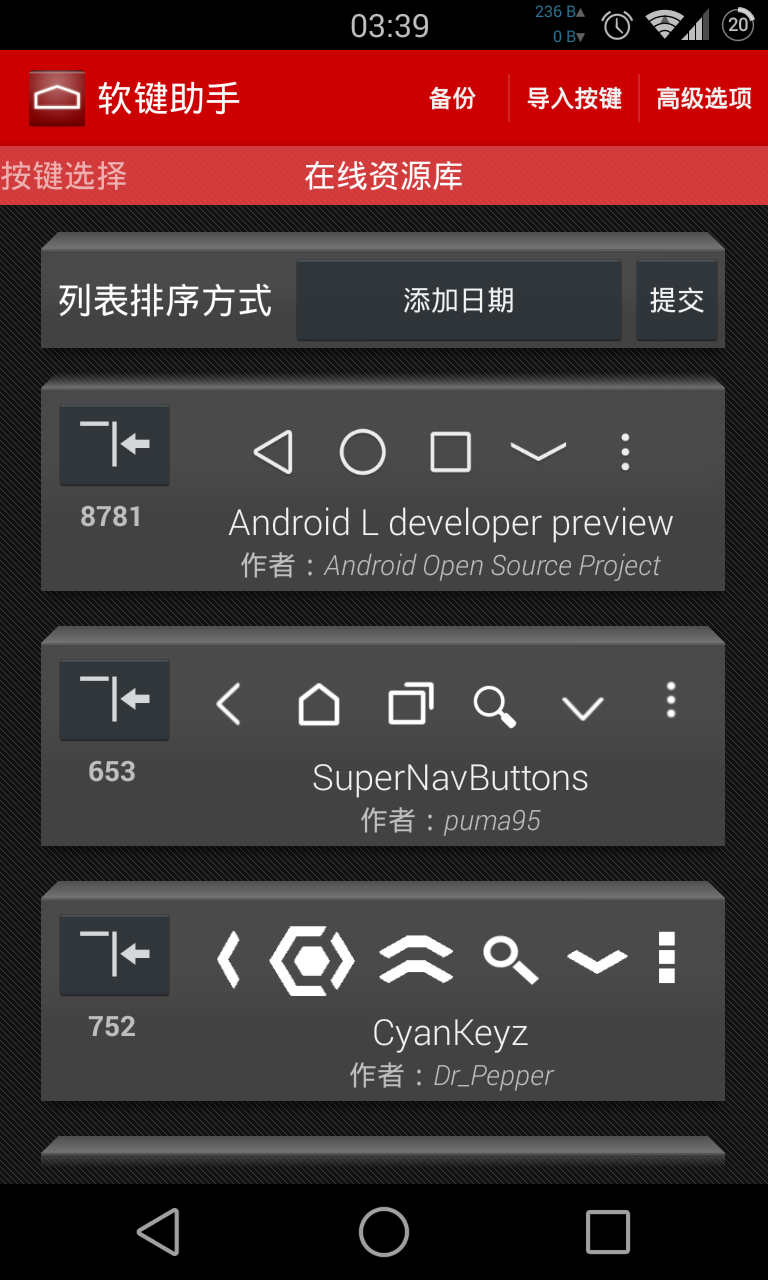 03:39
236 B▲
0 B▼
20
软键助手
备份
导入按键
高级选项
按键选择
在线资源库
列表排序方式
添加日期
提交
8781
Android L developer preview
作者：Android Open Source Project
653
SuperNavButtons
作者：puma95
752
CyanKeyz
作者：Dr_Pepper